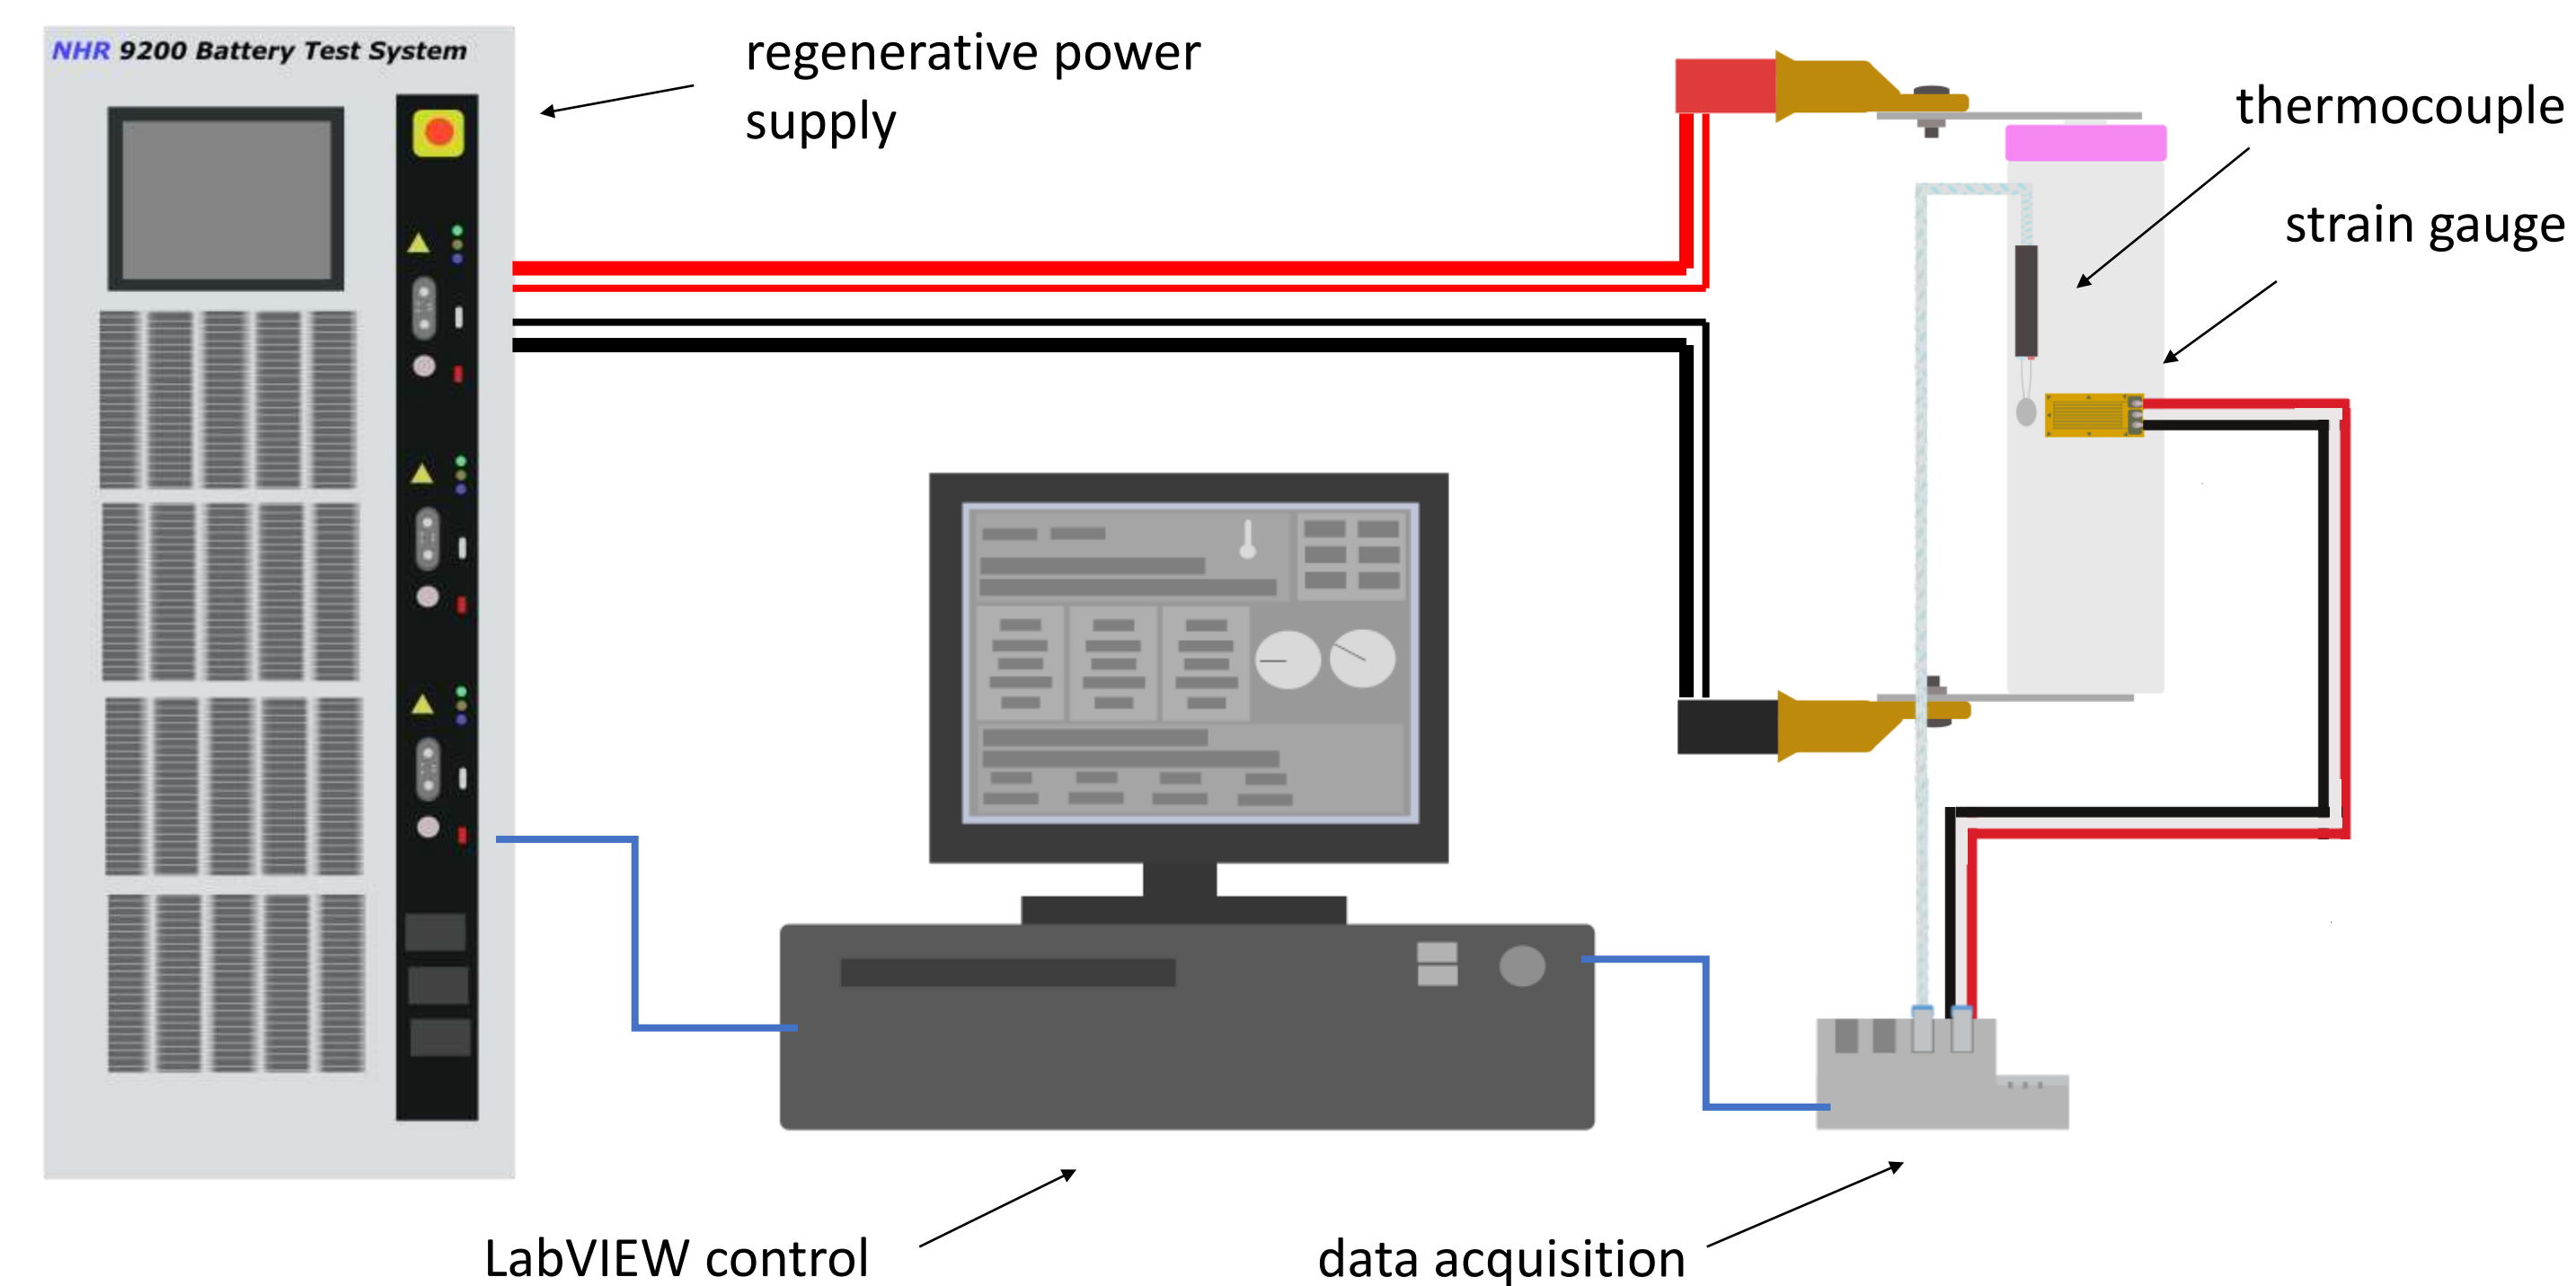 NHR 9200 Battery Test System
regenerative power
supply
thermocouple
strain gauge
LabVIEW control
data acquisition